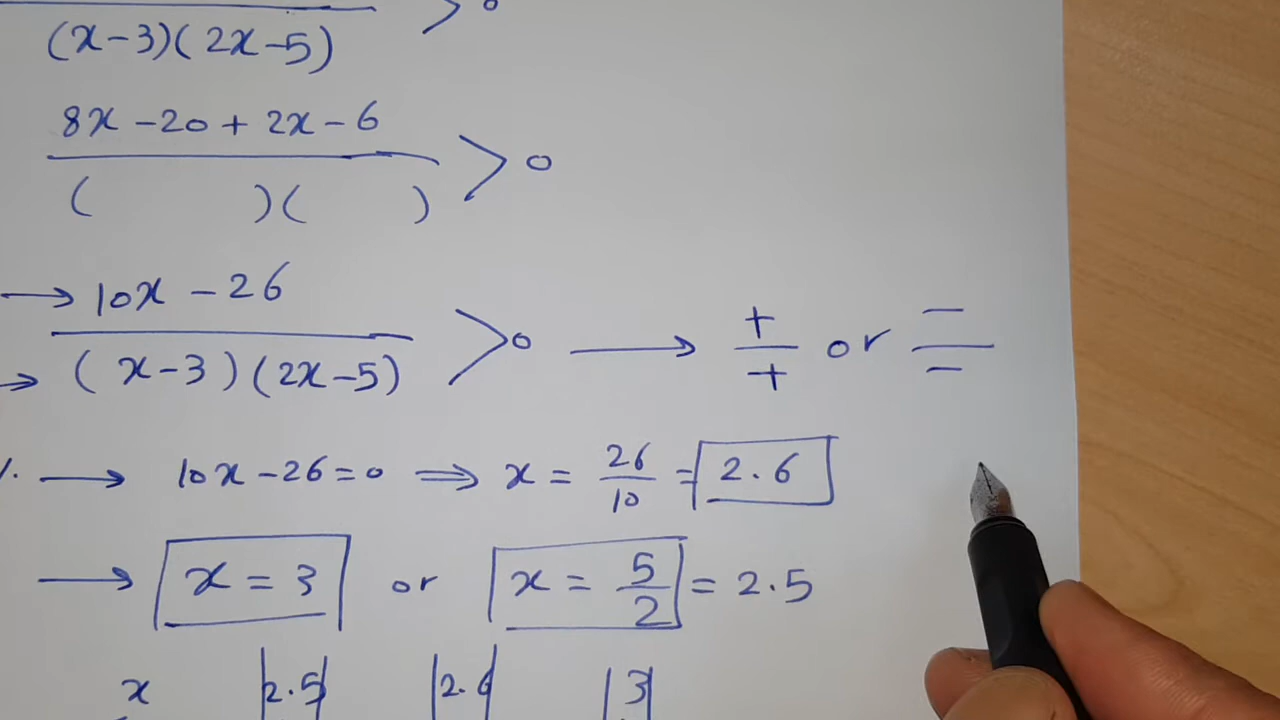 > 0
(x-3)(2x-5)
8x-20+2x-6
( )( ) > 0
→ 10x-26
→ (x-3)(2x-5) > 0 → + / + or - / -
→ 10x-26=0 ⇒ x = 26/10 = 2.6
→ x = 3 or x = 5/2 = 2.5
x |2.5| |2.6| |3|